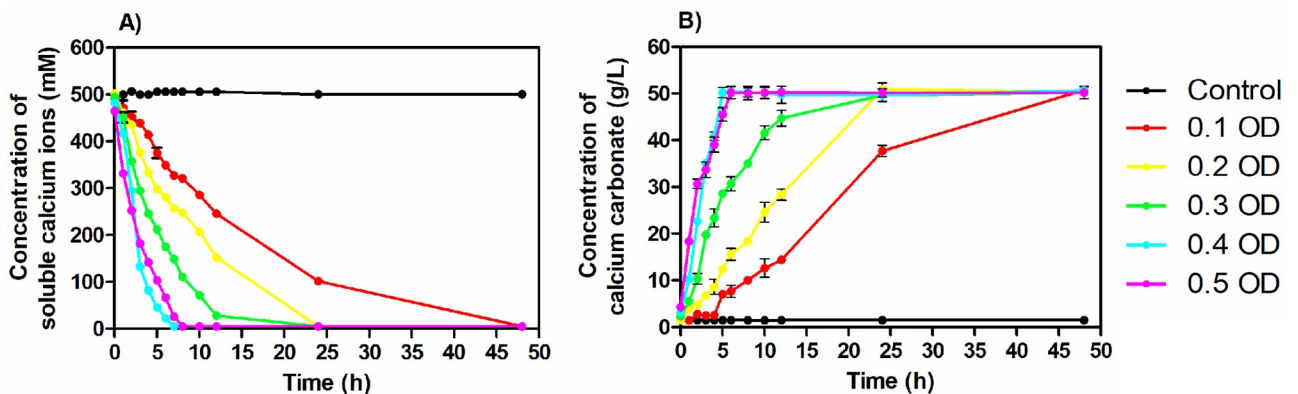 A)
Concentration of
soluble calcium ions (mM)
600
500
400
300
200
100
0
0 5 10 15 20 25 30 35 40 45 50
Time (h)
B)
Concentration of
calcium carbonate (g/L)
60
50
40
30
20
10
0
0 5 10 15 20 25 30 35 40 45 50
Time (h)
Control
0.1 OD
0.2 OD
0.3 OD
0.4 OD
0.5 OD